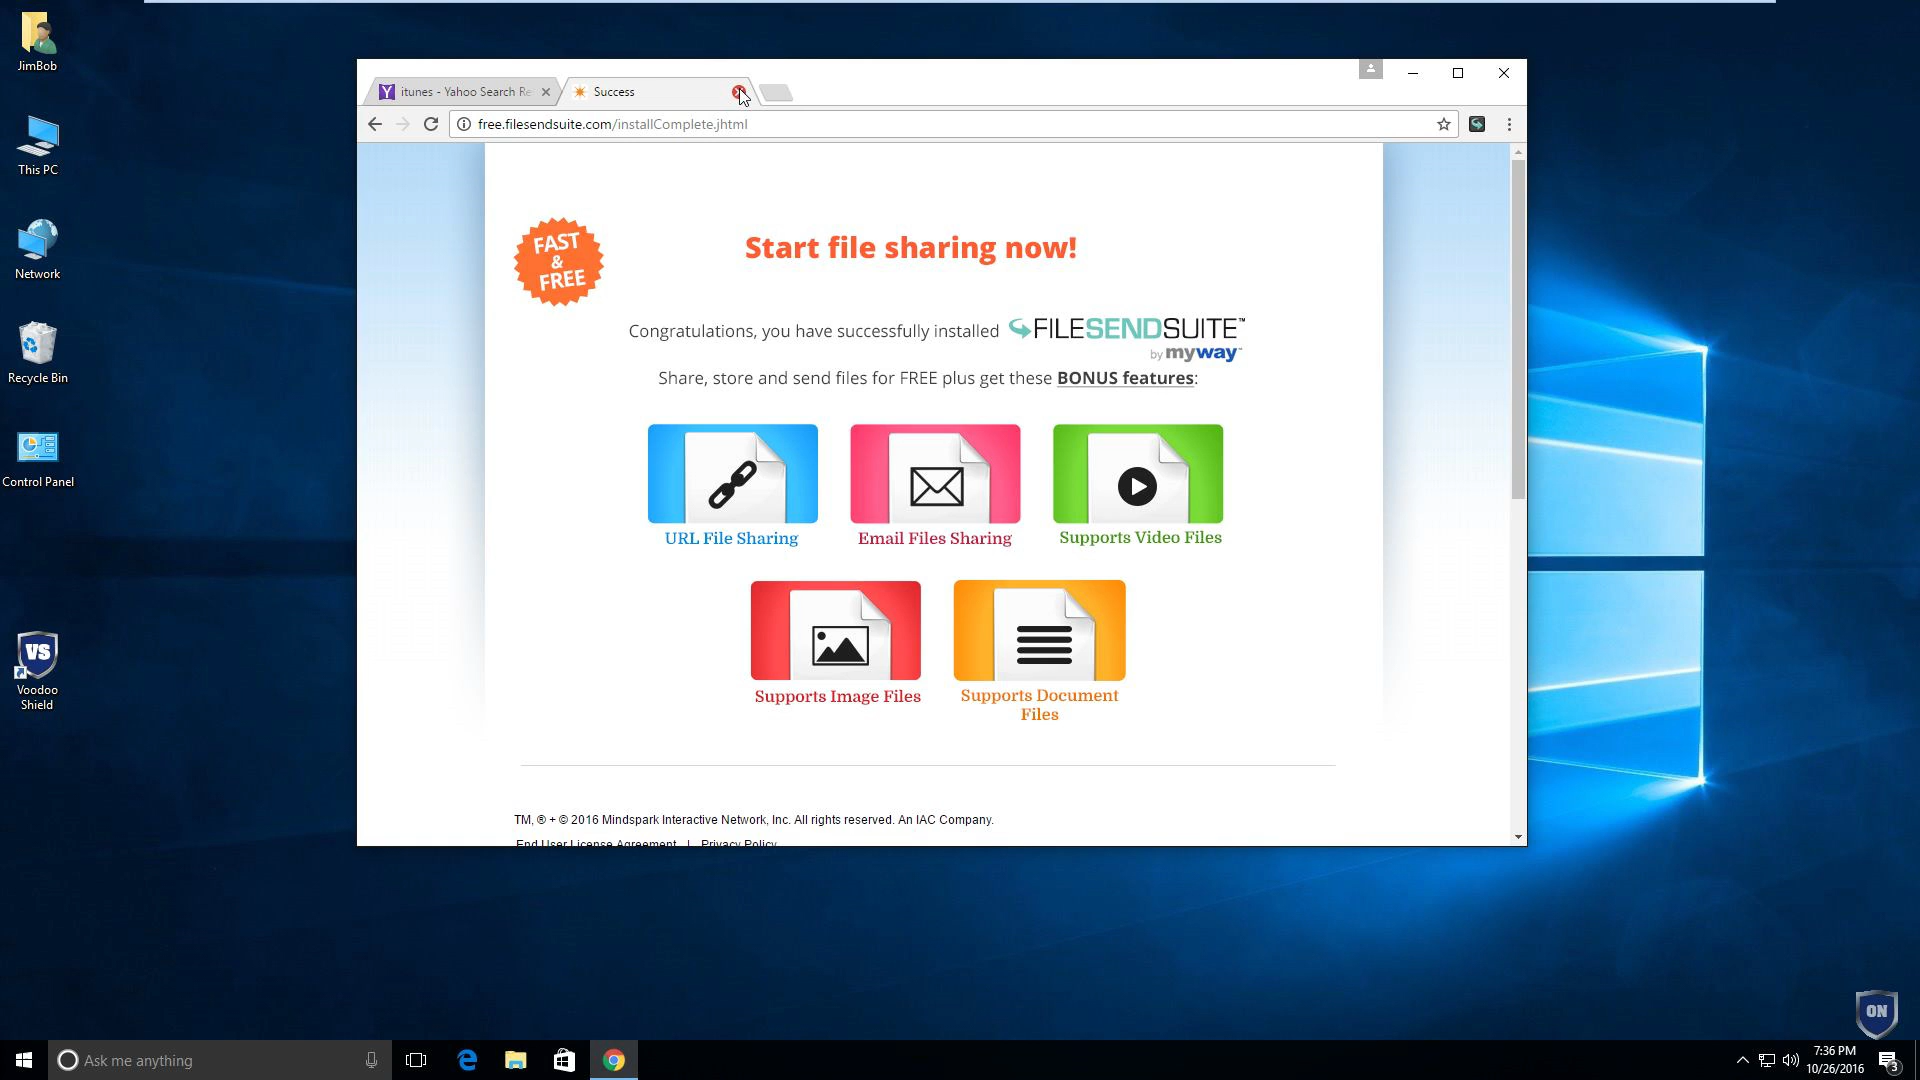 JimBob
This PC
Network
Recycle Bin
Control Panel
VS
Voodoo
Shield
itunes - Yahoo Search Re
Success
free.filesendsuite.com/installComplete.jhtml
FAST
&
FREE
Start file sharing now!
Congratulations, you have successfully installed FILESENDSUITE™
by myway™
Share, store and send files for FREE plus get these BONUS features:
URL File Sharing
Email Files Sharing
Supports Video Files
Supports Image Files
Supports Document
Files
TM, ® + © 2016 Mindspark Interactive Network, Inc. All rights reserved. An IAC Company.
End User License Agreement | Privacy Policy
ON
Ask me anything
7:36 PM
10/26/2016
3